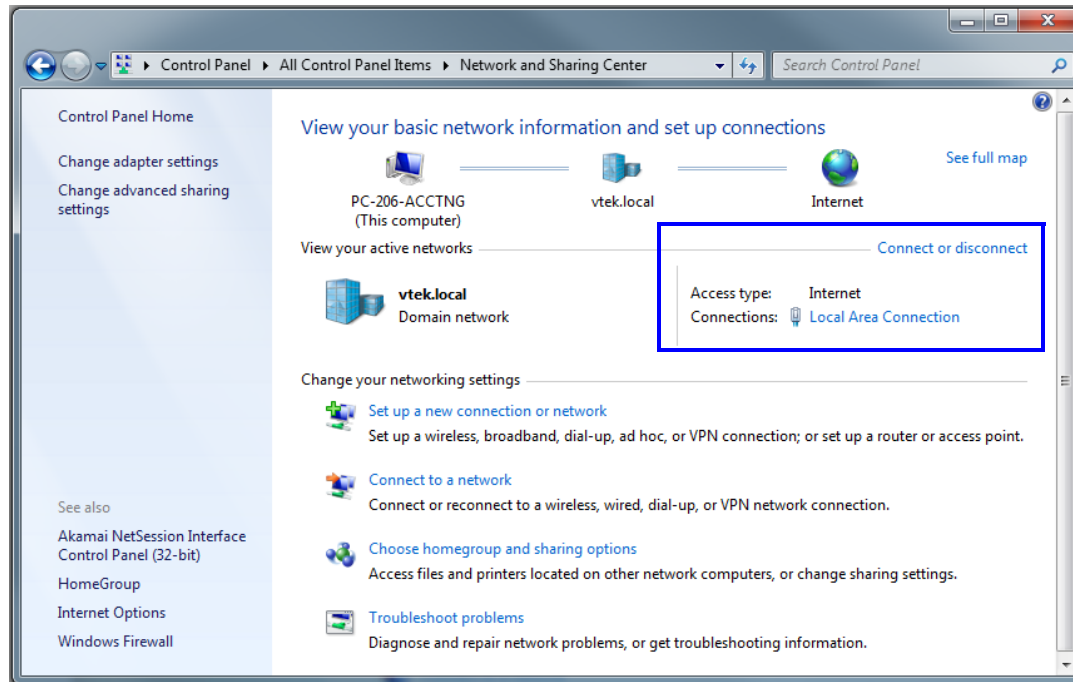 Control Panel ▸ All Control Panel Items ▸ Network and Sharing Center
Search Control Panel
Control Panel Home
Change adapter settings
Change advanced sharing
settings
See also
Akamai NetSession Interface
Control Panel (32-bit)
HomeGroup
Internet Options
Windows Firewall
View your basic network information and set up connections
See full map
PC-206-ACCTNG
(This computer)
vtek.local
Internet
View your active networks
Connect or disconnect
vtek.local
Domain network
Access type: Internet
Connections: Local Area Connection
Change your networking settings
Set up a new connection or network
Set up a wireless, broadband, dial-up, ad hoc, or VPN connection; or set up a router or access point.
Connect to a network
Connect or reconnect to a wireless, wired, dial-up, or VPN network connection.
Choose homegroup and sharing options
Access files and printers located on other network computers, or change sharing settings.
Troubleshoot problems
Diagnose and repair network problems, or get troubleshooting information.